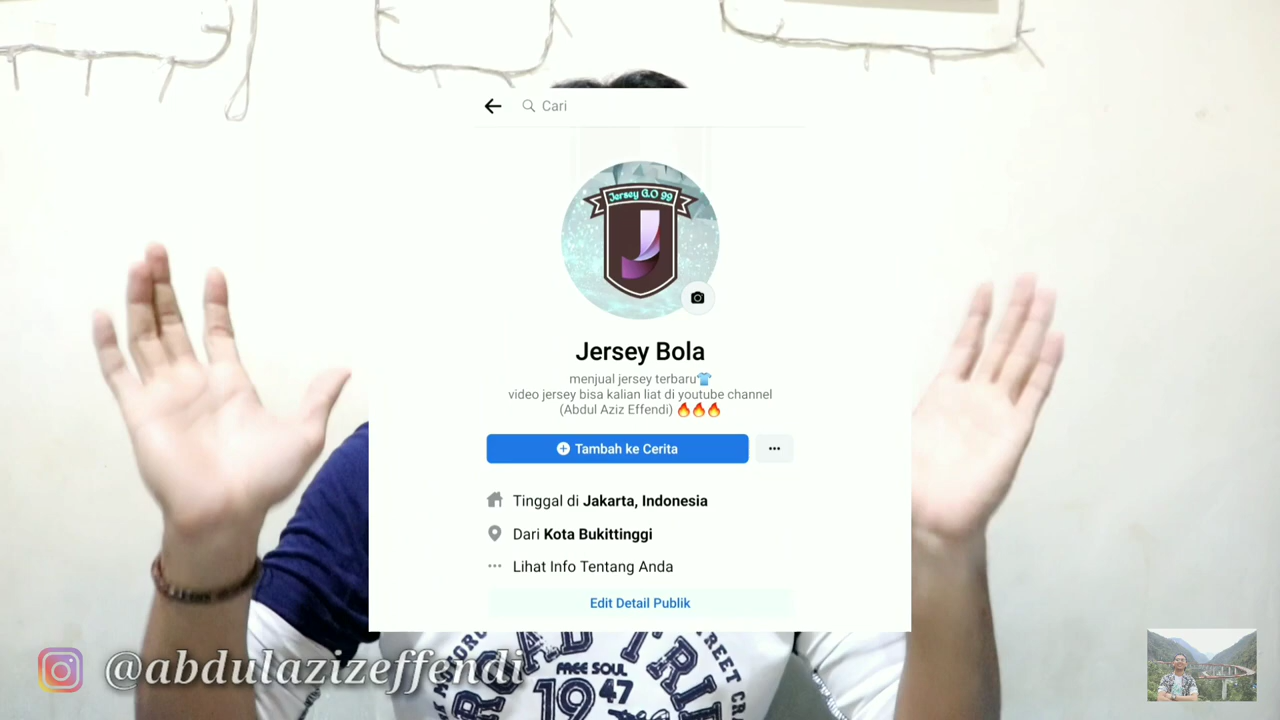 Cari
Jersey G.O 99
J
Jersey Bola
menjual jersey terbaru
video jersey bisa kalian liat di youtube channel
(Abdul Aziz Effendi)
Tambah ke Cerita
Tinggal di Jakarta, Indonesia
Dari Kota Bukittinggi
Lihat Info Tentang Anda
Edit Detail Publik
@abdulazizeffendi
FREE SOUL
1947